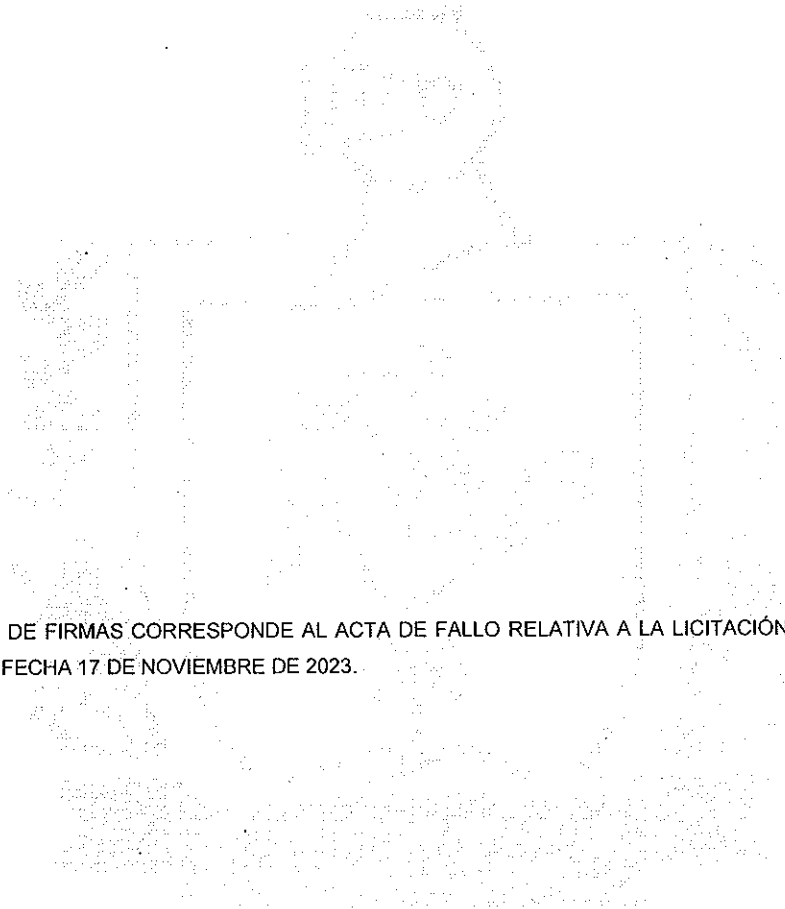 DE FIRMAS CORRESPONDE AL ACTA DE FALLO RELATIVA A LA LICITACIÓN
FECHA 17 DE NOVIEMBRE DE 2023.